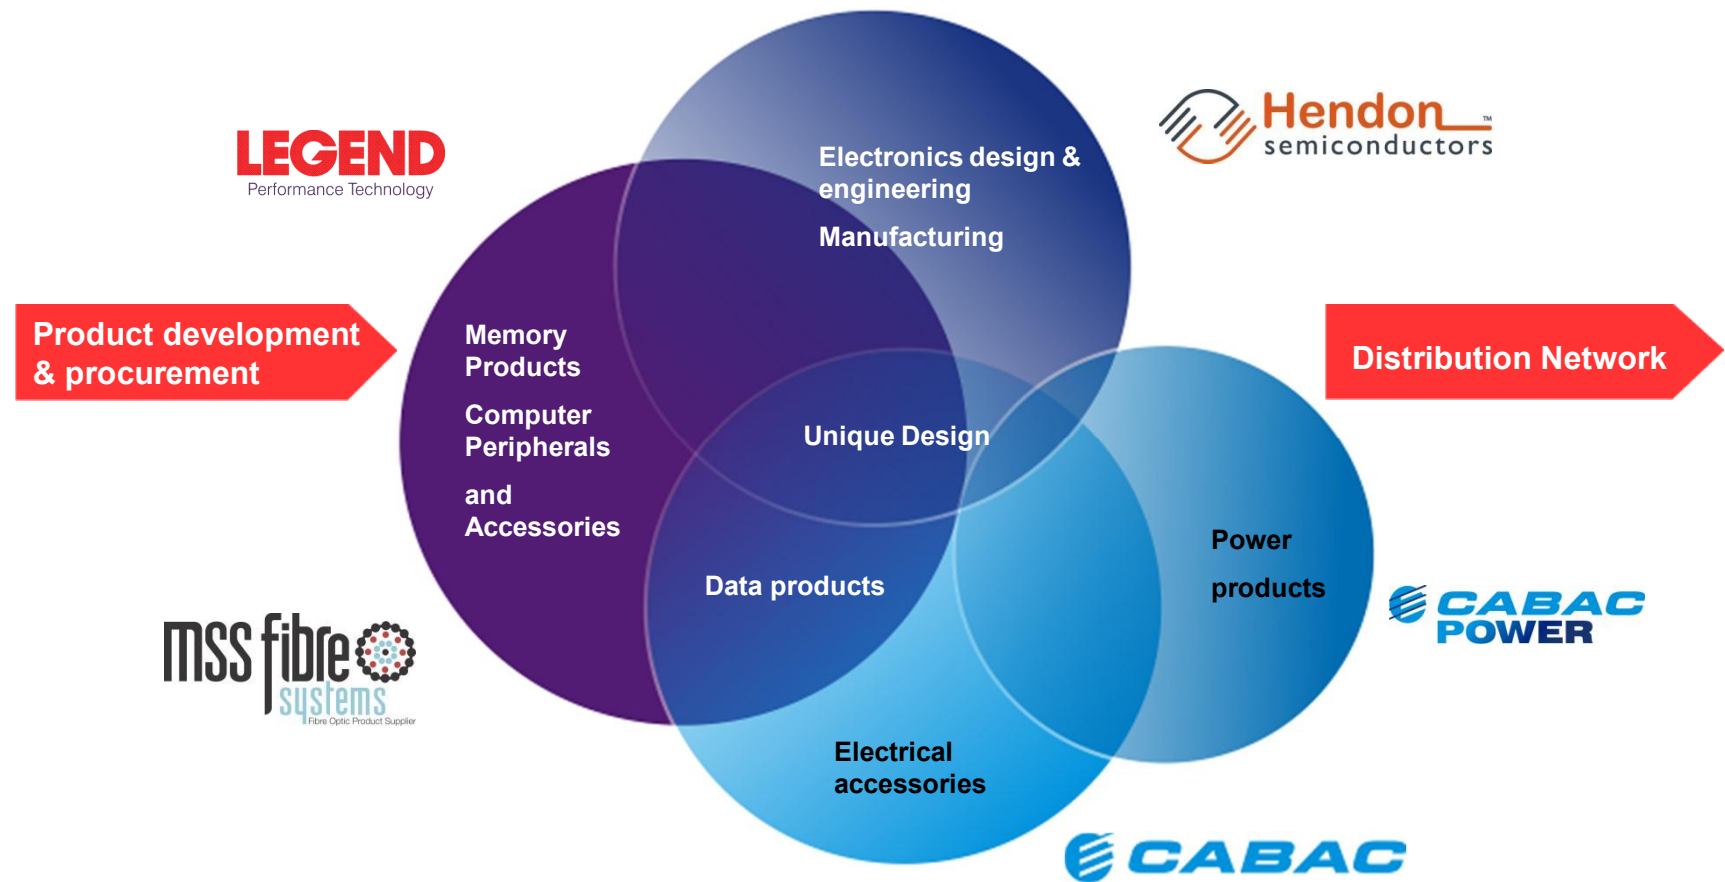 LEGEND
Performance Technology
Hendon™
semiconductors
Electronics design &
engineering
Manufacturing
Product development
& procurement
Memory
Products
Computer
Peripherals
and
Accessories
Unique Design
Distribution Network
Data products
Power
products
CABAC
POWER
mss fibre
systems
Fibre Optic Product Supplier
Electrical
accessories
CABAC